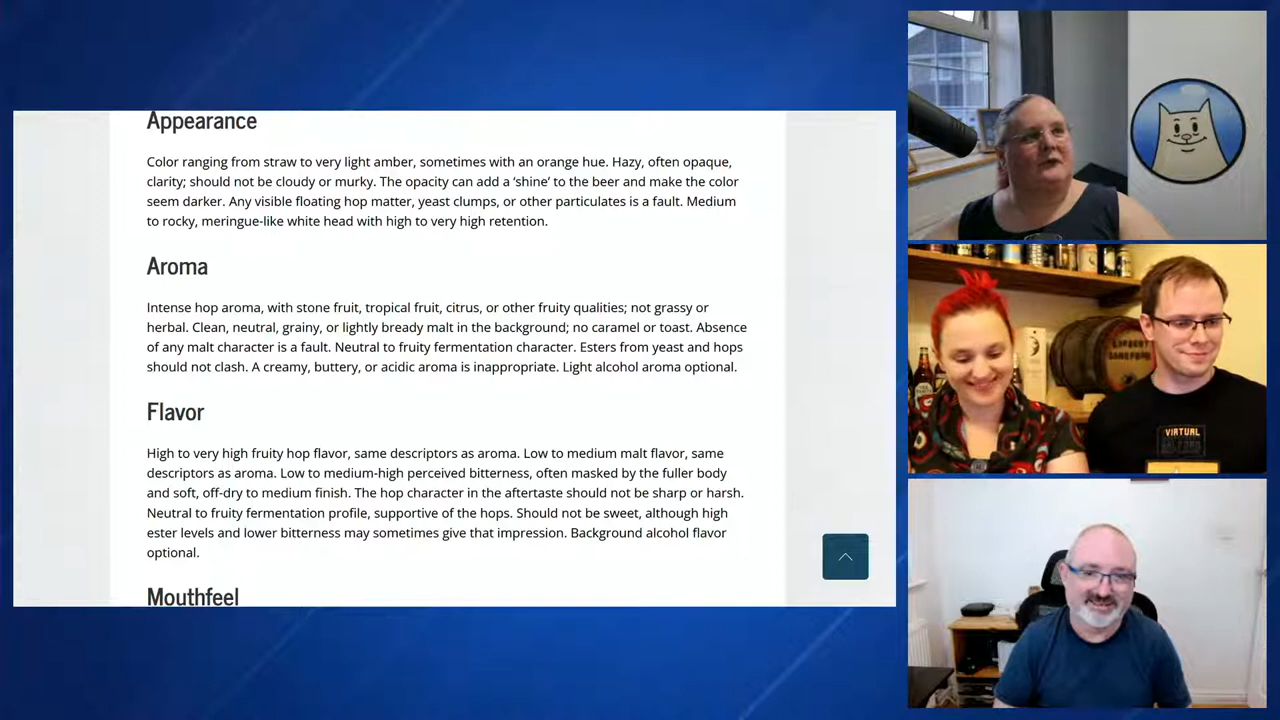 Appearance
Color ranging from straw to very light amber, sometimes with an orange hue. Hazy, often opaque,
clarity; should not be cloudy or murky. The opacity can add a ‘shine’ to the beer and make the color
seem darker. Any visible floating hop matter, yeast clumps, or other particulates is a fault. Medium
to rocky, meringue-like white head with high to very high retention.
Aroma
Intense hop aroma, with stone fruit, tropical fruit, citrus, or other fruity qualities; not grassy or
herbal. Clean, neutral, grainy, or lightly bready malt in the background; no caramel or toast. Absence
of any malt character is a fault. Neutral to fruity fermentation character. Esters from yeast and hops
should not clash. A creamy, buttery, or acidic aroma is inappropriate. Light alcohol aroma optional.
Flavor
High to very high fruity hop flavor, same descriptors as aroma. Low to medium malt flavor, same
descriptors as aroma. Low to medium-high perceived bitterness, often masked by the fuller body
and soft, off-dry to medium finish. The hop character in the aftertaste should not be sharp or harsh.
Neutral to fruity fermentation profile, supportive of the hops. Should not be sweet, although high
ester levels and lower bitterness may sometimes give that impression. Background alcohol flavor
optional.
Mouthfeel
VIRTUAL